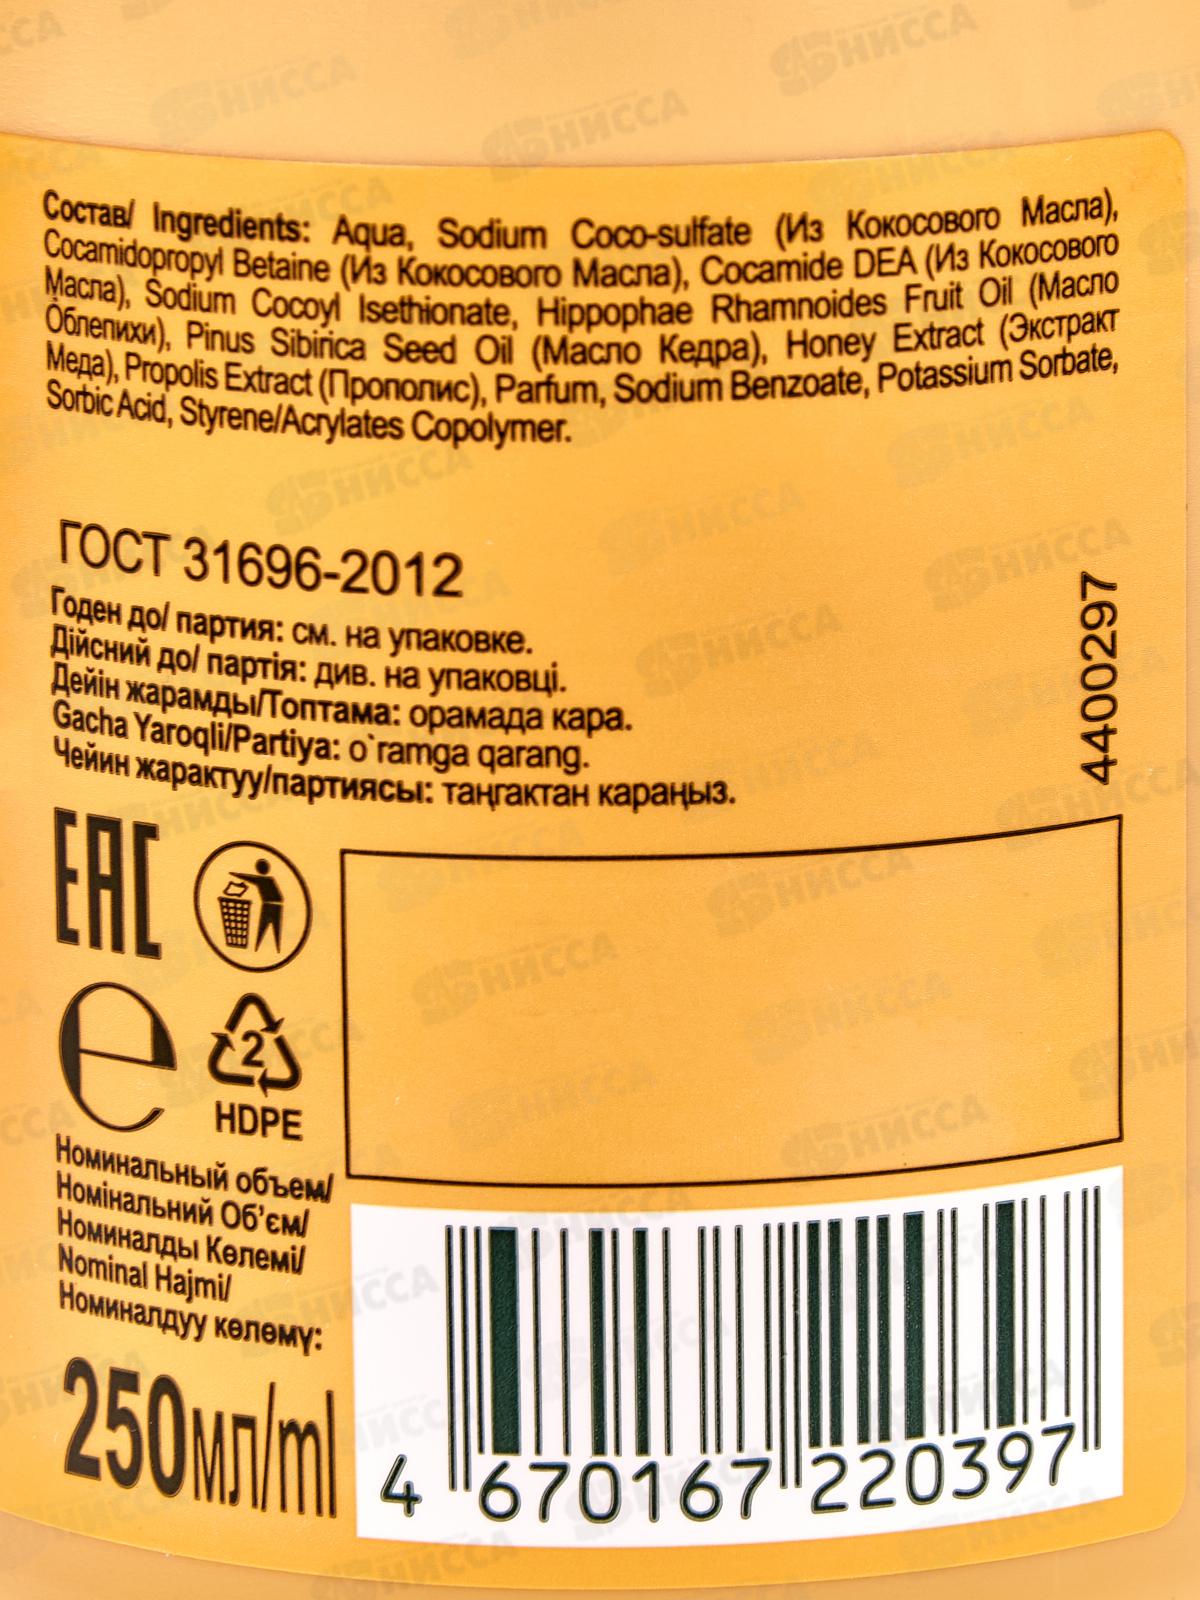 Состав/ Ingredients: Aqua, Sodium Coco-sulfate (Из Кокосового Масла),
Cocamidopropyl Betaine (Из Кокосового Масла), Cocamide DEA (Из Кокосового
Масла), Sodium Cocoyl Isethionate, Hippophae Rhamnoides Fruit Oil (Масло
Облепихи), Pinus Sibirica Seed Oil (Масло Кедра), Honey Extract (Экстракт
Меда), Propolis Extract (Прополис), Parfum, Sodium Benzoate, Potassium Sorbate,
Sorbic Acid, Styrene/Acrylates Copolymer.
ГОСТ 31696-2012
Годен до/ партия: см. на упаковке.
Дійсний до/ партія: див. на упаковці.
Дейін жарамды/Топтама: орамада кара.
Gacha Yaroqli/Partiya: o`ramga qarang.
Чейин жарактуу/партиясы: таңгактан караңыз.
4400297
EAC
e
2
HDPE
Номинальный объем/
Номінальний Об’єм/
Номиналды Көлемі/
Nominal Hajmi/
Номиналдуу көлөмү:
250мл/ml
4 670167 220397
НИССА